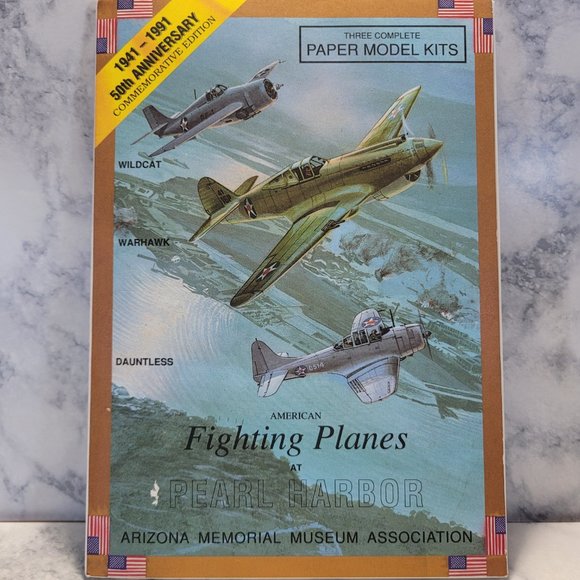 1941 - 1991
50th ANNIVERSARY
COMMEMORATIVE EDITION
THREE COMPLETE
PAPER MODEL KITS
WILDCAT
WARHAWK
DAUNTLESS
AMERICAN
Fighting Planes
AT
PEARL HARBOR
ARIZONA MEMORIAL MUSEUM ASSOCIATION